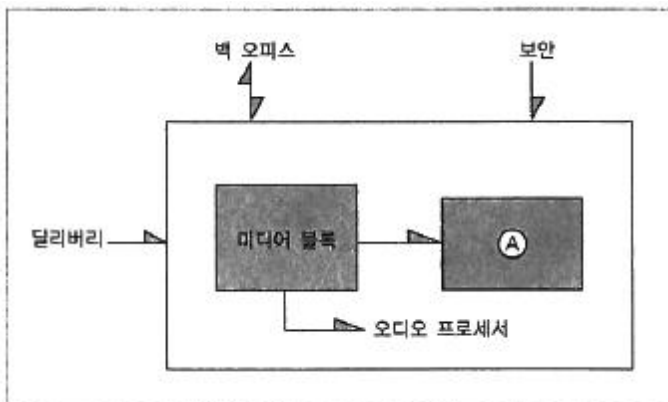 백 오피스
보안
딜리버리
미디어 블록
A
오디오 프로세서